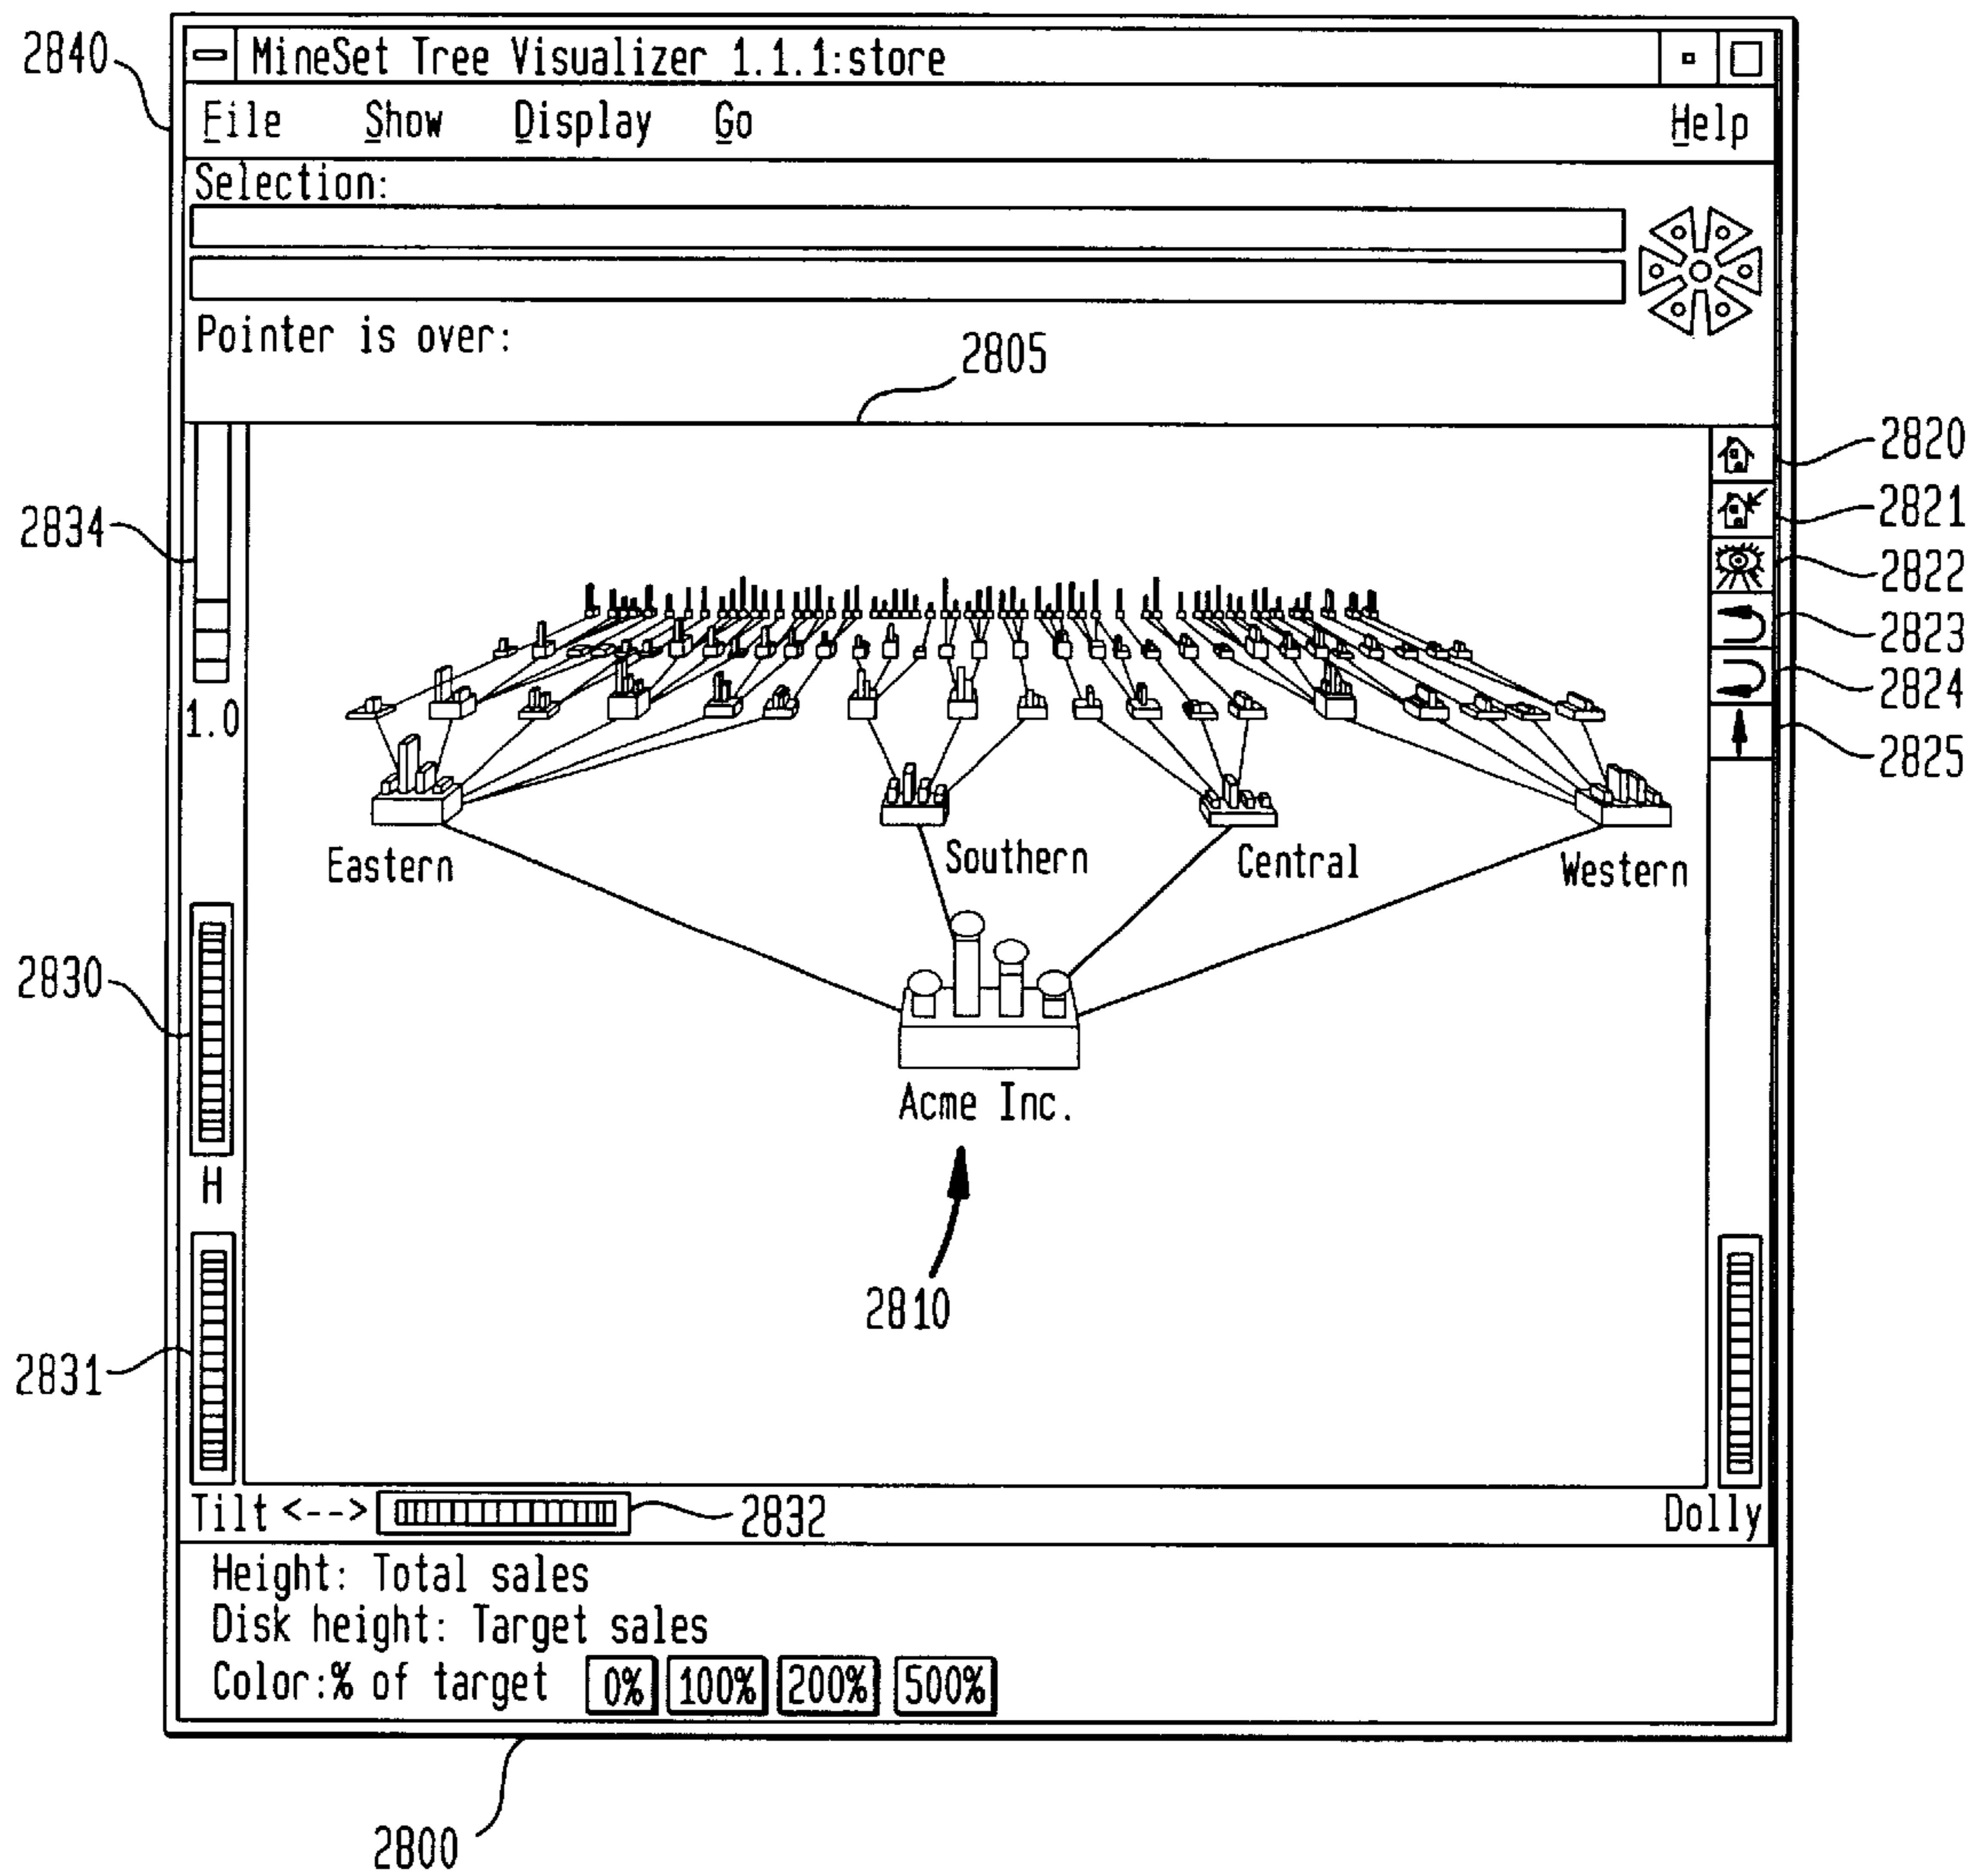 2840
MineSet Tree Visualizer 1.1.1:store
File Show Display Go Help
Selection:
Pointer is over:
2805
2820
2821
2834
2822
2823
2824
1.0
2825
Eastern Southern Central Western
2830
Acme Inc.
H
2810
2831
Tilt <--> 2832 Dolly
Height: Total sales
Disk height: Target sales
Color:% of target 0% 100% 200% 500%
2800